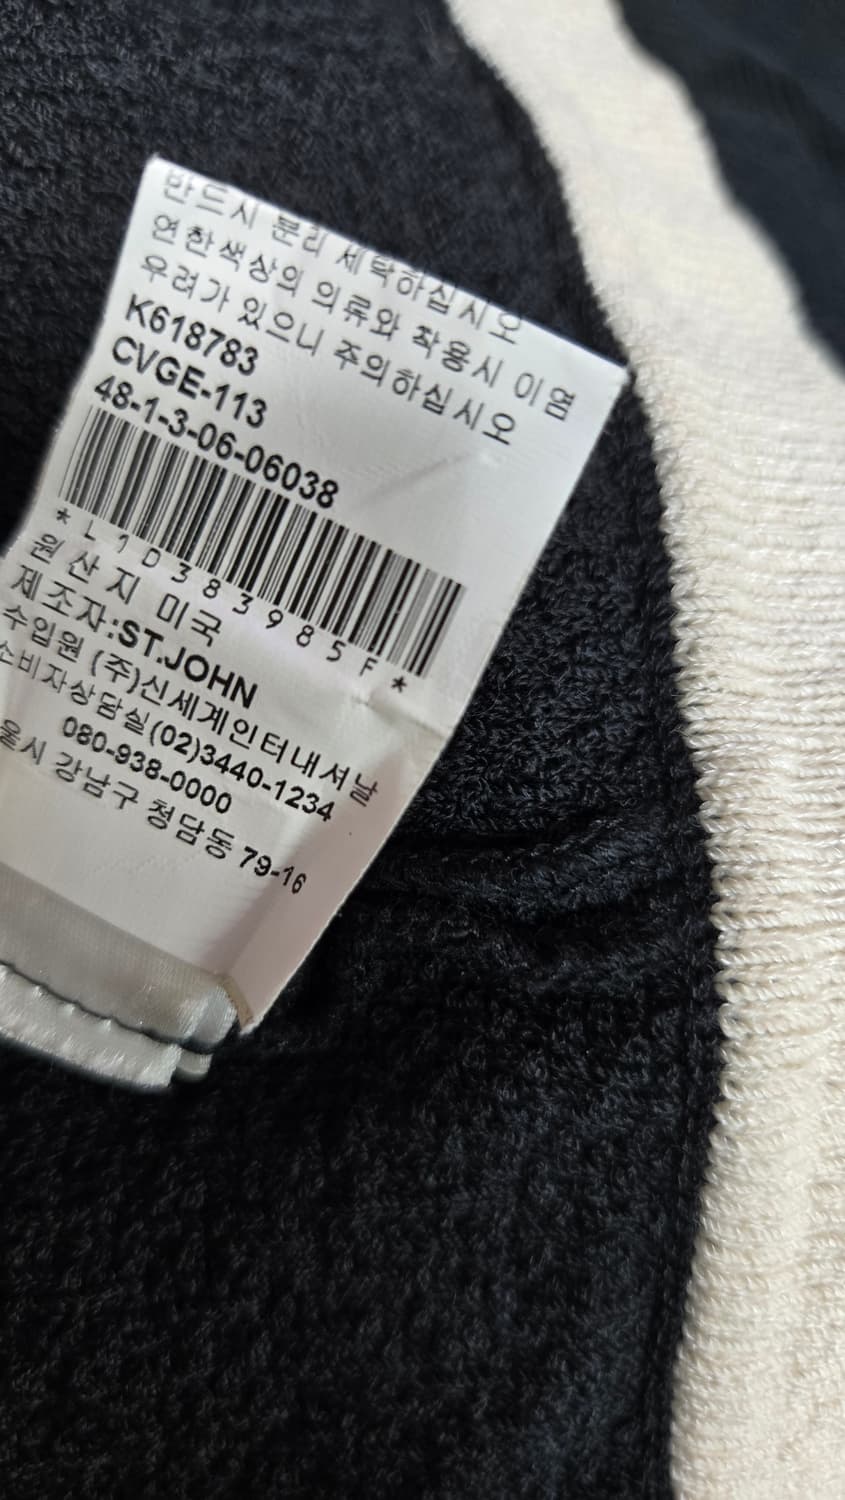 반드시 분리 세탁하십시오
연한색상의 의류와 착용시 이염
우려가 있으니 주의하십시오
K618783
CVGE-113
48-1-3-06-06038
*L1D383985F*
원산지 미국
제조자:ST.JOHN
수입원 (주)신세계인터내셔날
소비자상담실(02)3440-1234
080-938-0000
울시 강남구 청담동 79-16